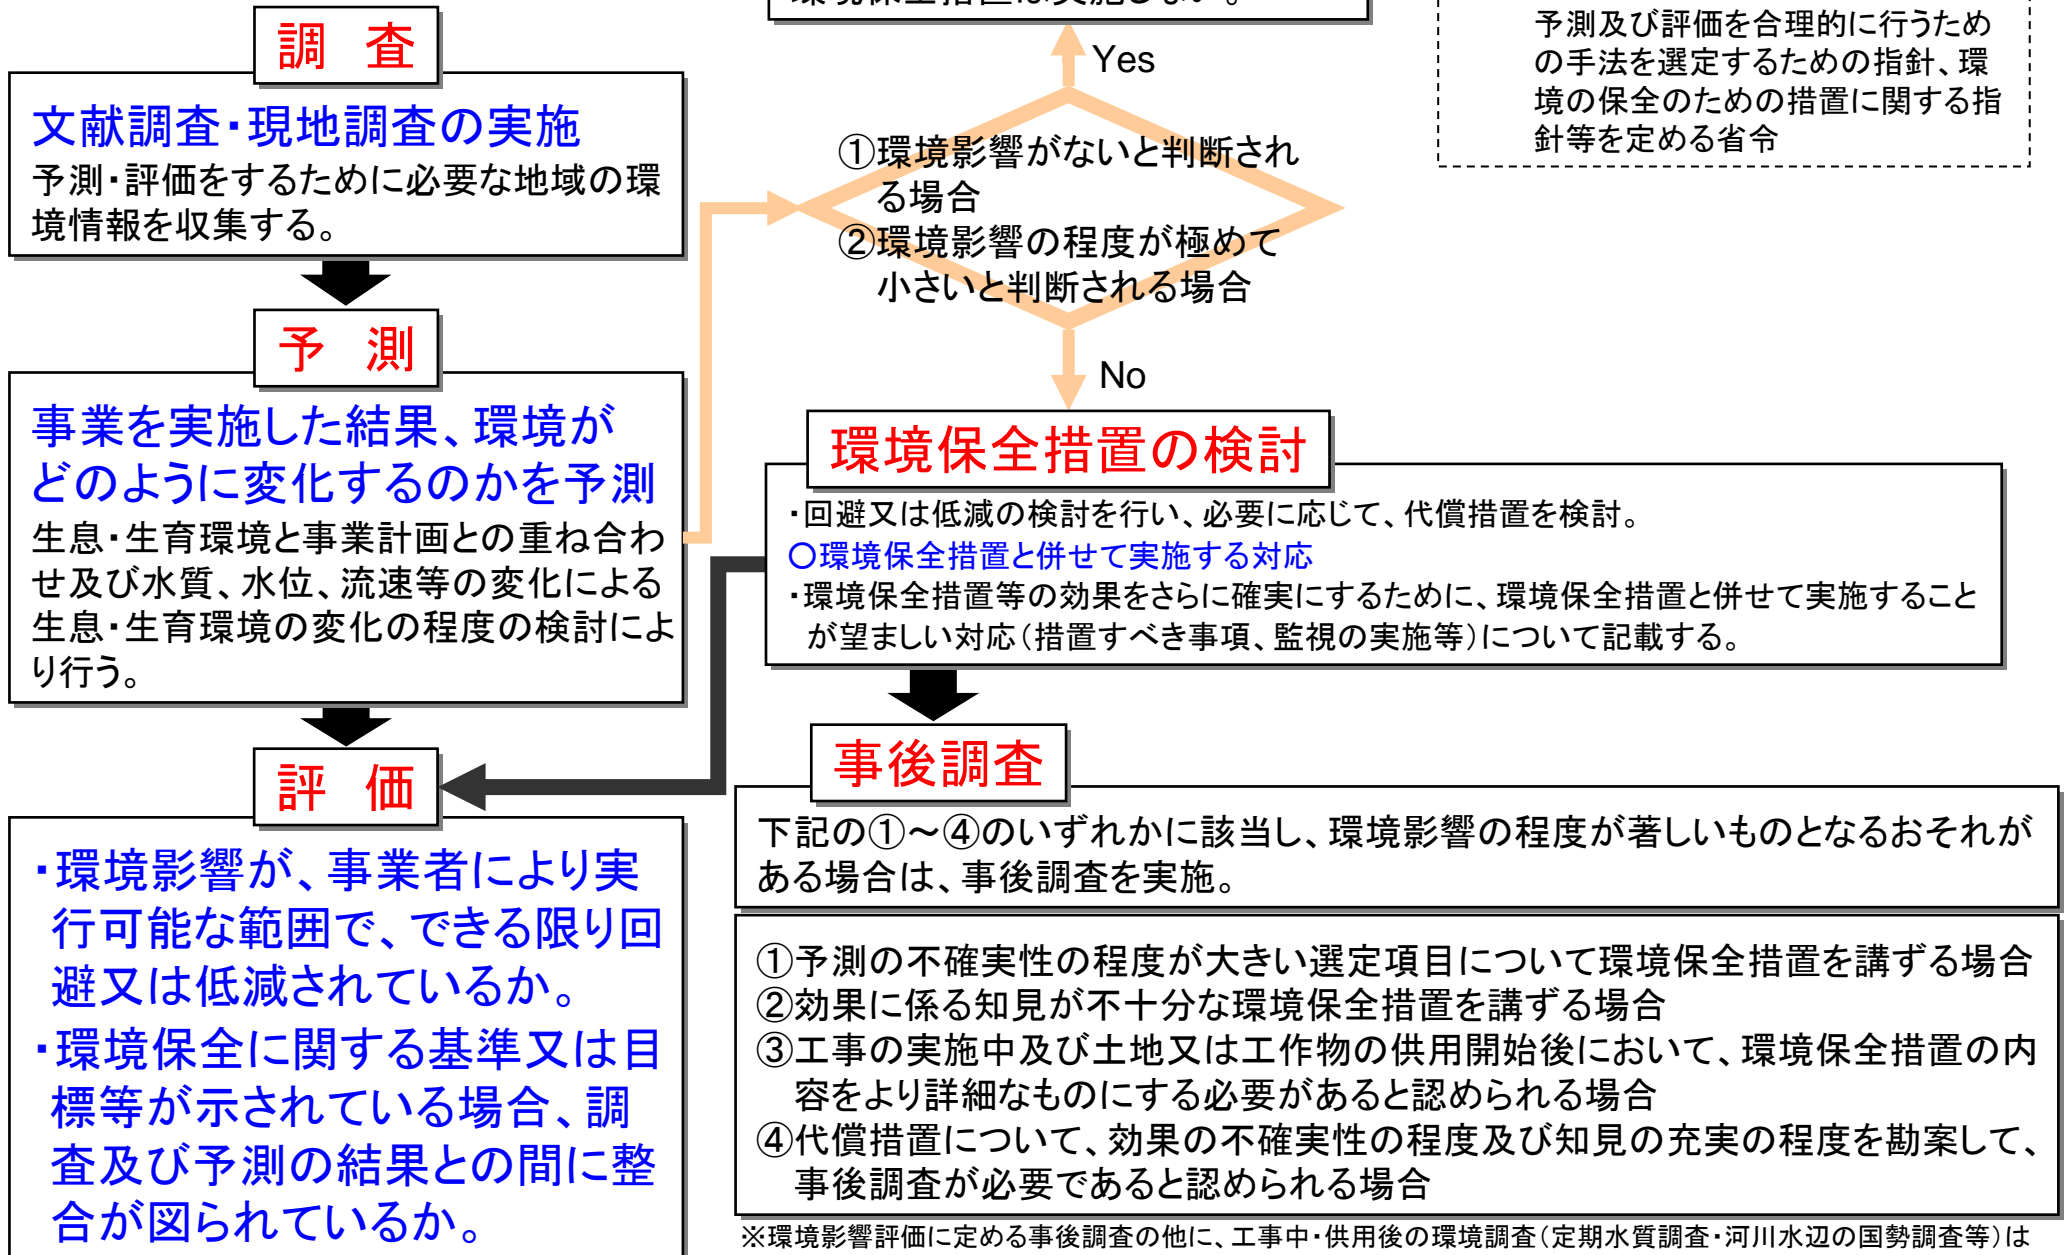 調 査
文献調査・現地調査の実施
予測・評価をするために必要な地域の環
境情報を収集する。
予 測
事業を実施した結果、環境が
どのように変化するのかを予測
生息・生育環境と事業計画との重ね合わ
せ及び水質、水位、流速等の変化による
生息・生育環境の変化の程度の検討によ
り行う。
評 価
・環境影響が、事業者により実
行可能な範囲で、できる限り回
避又は低減されているか。
・環境保全に関する基準又は目
標等が示されている場合、調
査及び予測の結果との間に整
合が図られているか。
環境保全措置は実施しない。
Yes
①環境影響がないと判断され
る場合
②環境影響の程度が極めて
小さいと判断される場合
No
予測及び評価を合理的に行うため
の手法を選定するための指針、環
境の保全のための措置に関する指
針等を定める省令
環境保全措置の検討
・回避又は低減の検討を行い、必要に応じて、代償措置を検討。
○環境保全措置と併せて実施する対応
・環境保全措置等の効果をさらに確実にするために、環境保全措置と併せて実施すること
が望ましい対応（措置すべき事項、監視の実施等）について記載する。
事後調査
下記の①～④のいずれかに該当し、環境影響の程度が著しいものとなるおそれが
ある場合は、事後調査を実施。
①予測の不確実性の程度が大きい選定項目について環境保全措置を講ずる場合
②効果に係る知見が不十分な環境保全措置を講ずる場合
③工事の実施中及び土地又は工作物の供用開始後において、環境保全措置の内
容をより詳細なものにする必要があると認められる場合
④代償措置について、効果の不確実性の程度及び知見の充実の程度を勘案して、
事後調査が必要であると認められる場合
※環境影響評価に定める事後調査の他に、工事中・供用後の環境調査（定期水質調査・河川水辺の国勢調査等）は